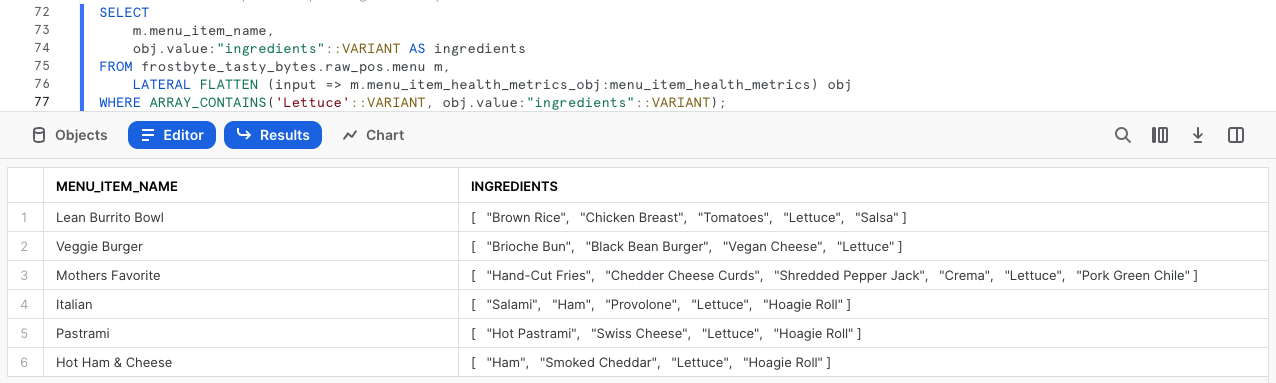 72 SELECT
73 m.menu_item_name,
74 obj.value:"ingredients"::VARIANT AS ingredients
75 FROM frostbyte_tasty_bytes.raw_pos.menu m,
76 LATERAL FLATTEN (input => m.menu_item_health_metrics_obj:menu_item_health_metrics) obj
77 WHERE ARRAY_CONTAINS('Lettuce'::VARIANT, obj.value:"ingredients"::VARIANT);
Objects Editor Results Chart
MENU_ITEM_NAME INGREDIENTS
1 Lean Burrito Bowl [ "Brown Rice", "Chicken Breast", "Tomatoes", "Lettuce", "Salsa" ]
2 Veggie Burger [ "Brioche Bun", "Black Bean Burger", "Vegan Cheese", "Lettuce" ]
3 Mothers Favorite [ "Hand-Cut Fries", "Chedder Cheese Curds", "Shredded Pepper Jack", "Crema", "Lettuce", "Pork Green Chile" ]
4 Italian [ "Salami", "Ham", "Provolone", "Lettuce", "Hoagie Roll" ]
5 Pastrami [ "Hot Pastrami", "Swiss Cheese", "Lettuce", "Hoagie Roll" ]
6 Hot Ham & Cheese [ "Ham", "Smoked Cheddar", "Lettuce", "Hoagie Roll" ]